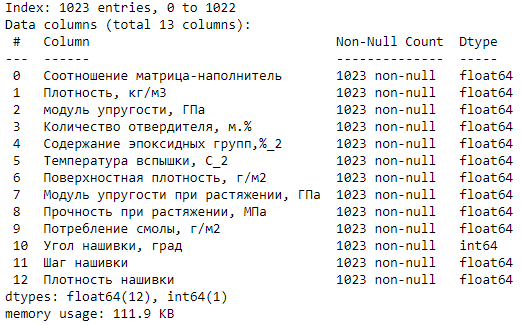 Index: 1023 entries, 0 to 1022
Data columns (total 13 columns):
 #   Column                                Non-Null Count  Dtype
---  ------                                --------------  -----
 0   Соотношение матрица-наполнитель       1023 non-null   float64
 1   Плотность, кг/м3                      1023 non-null   float64
 2   модуль упругости, ГПа                 1023 non-null   float64
 3   Количество отвердителя, м.%           1023 non-null   float64
 4   Содержание эпоксидных групп,%_2       1023 non-null   float64
 5   Температура вспышки, С_2              1023 non-null   float64
 6   Поверхностная плотность, г/м2         1023 non-null   float64
 7   Модуль упругости при растяжении, ГПа  1023 non-null   float64
 8   Прочность при растяжении, МПа         1023 non-null   float64
 9   Потребление смолы, г/м2               1023 non-null   float64
 10  Угол нашивки, град                    1023 non-null   int64
 11  Шаг нашивки                           1023 non-null   float64
 12  Плотность нашивки                     1023 non-null   float64
dtypes: float64(12), int64(1)
memory usage: 111.9 KB